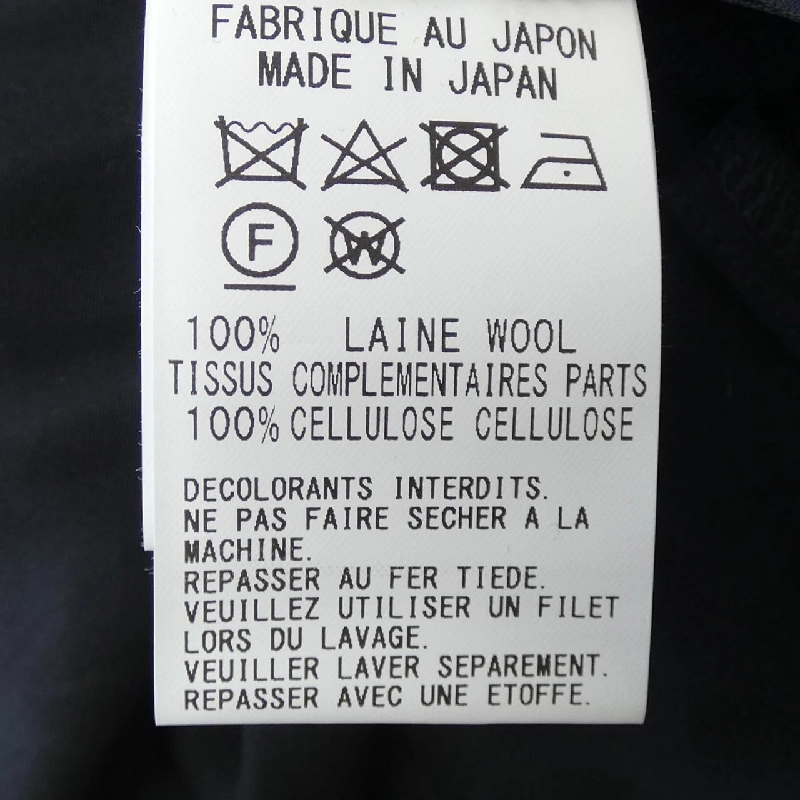 FABRIQUE AU JAPON
MADE IN JAPAN
F W
100% LAINE WOOL
TISSUS COMPLEMENTAIRES PARTS
100% CELLULOSE CELLULOSE
DECOLORANTS INTERDITS.
NE PAS FAIRE SECHER A LA
MACHINE.
REPASSER AU FER TIEDE.
VEUILLEZ UTILISER UN FILET
LORS DU LAVAGE.
VEUILLER LAVER SEPAREMENT.
REPASSER AVEC UNE ETOFFE.